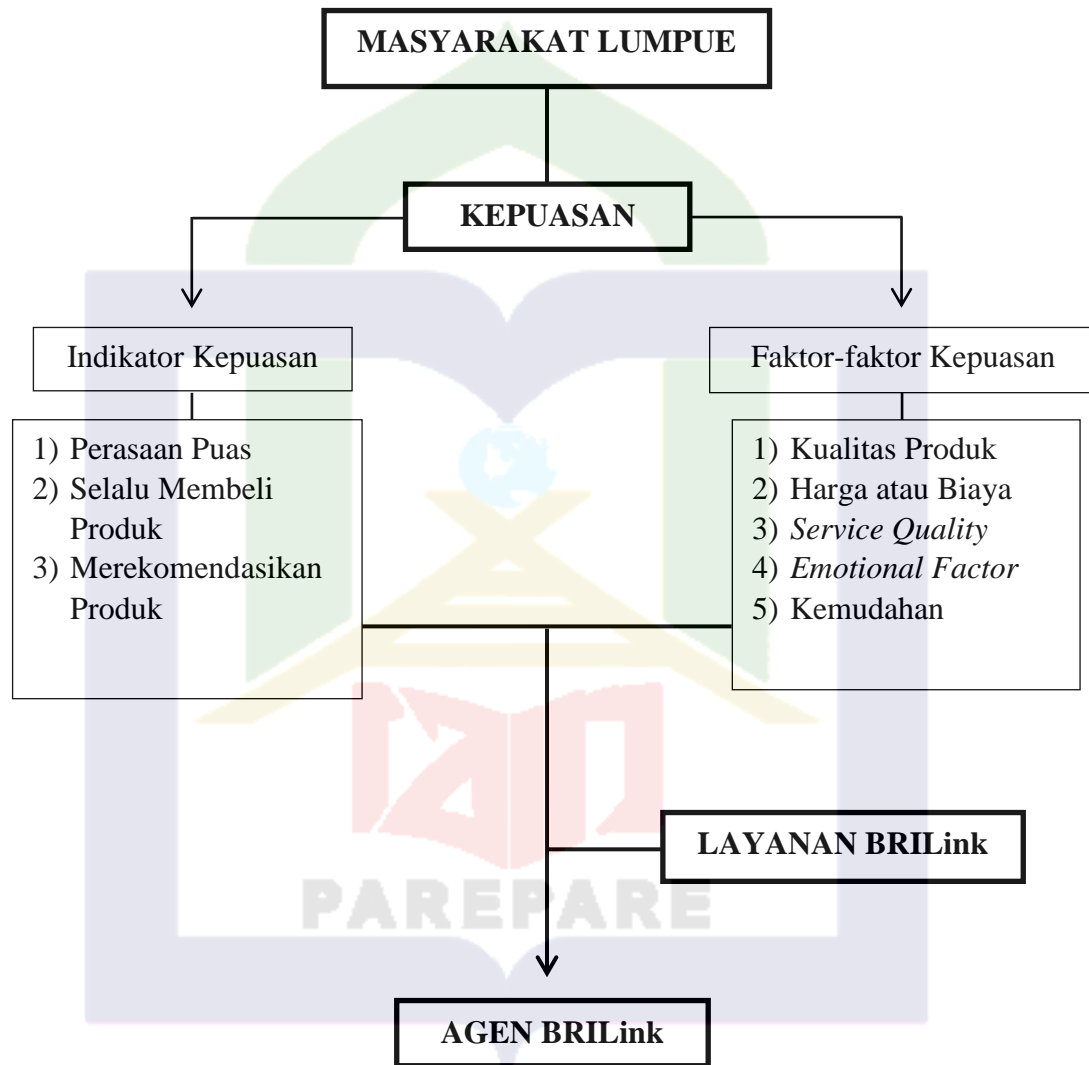 MASYARAKAT LUMPUE
KEPUASAN
Indikator Kepuasan
1) Perasaan Puas
2) Selalu Membeli
Produk
3) Merekomendasikan
Produk
Faktor-faktor Kepuasan
1) Kualitas Produk
2) Harga atau Biaya
3) Service Quality
4) Emotional Factor
5) Kemudahan
LAYANAN BRILink
PAREPARE
AGEN BRILink